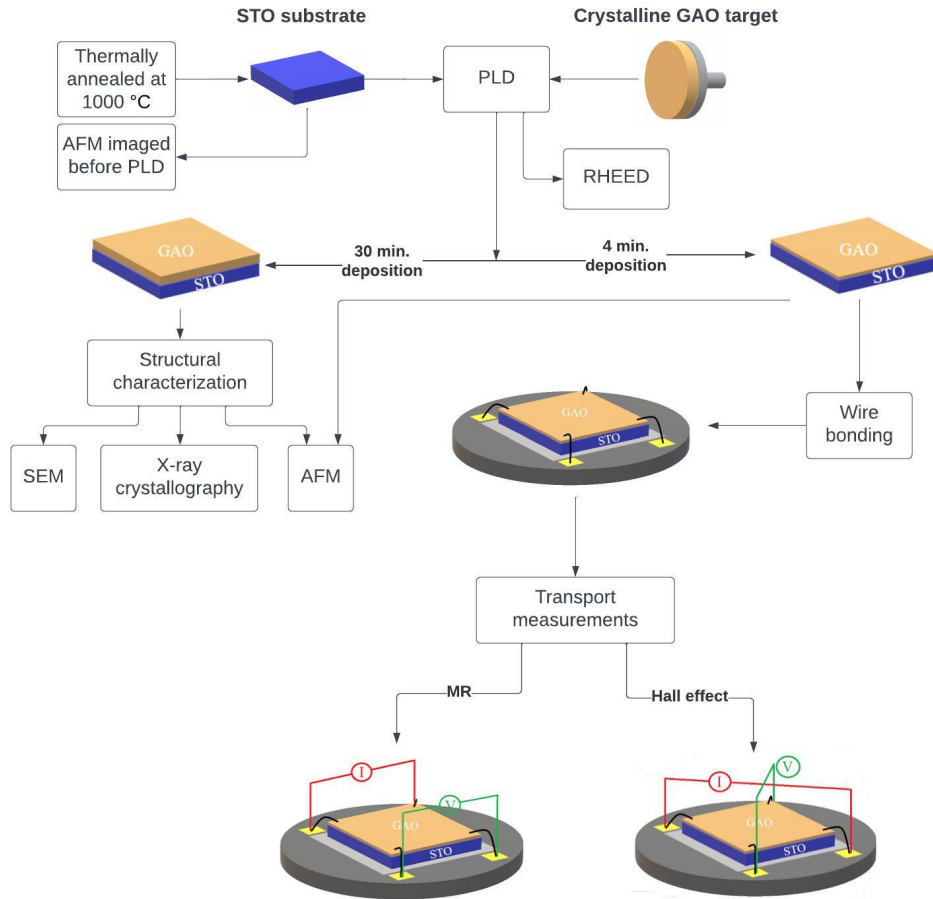 STO substrate
Crystalline GAO target
Thermally
annealed at
1000 °C
PLD
AFM imaged
before PLD
RHEED
GAO
STO
30 min.
deposition
4 min.
deposition
GAO
STO
Structural
characterization
GAO
STO
Wire
bonding
SEM
X-ray
crystallography
AFM
Transport
measurements
MR
Hall effect
I
V
GAO
STO
I
V
GAO
STO